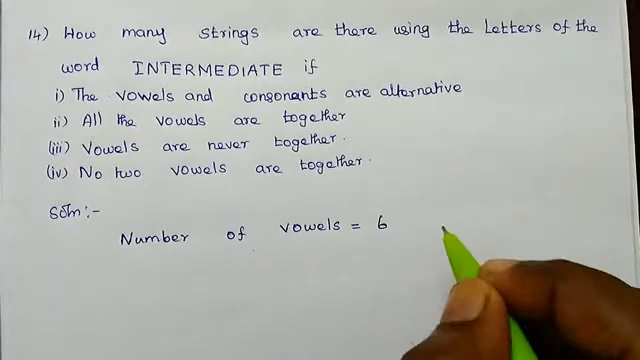 14) How many strings are there using the Letters of the
word INTERMEDIATE if
i) The vowels and consonants are alternative
ii) All the vowels are together
(iii) Vowels are never together.
(iv) No two vowels are together.
Soln:-
Number of vowels = 6